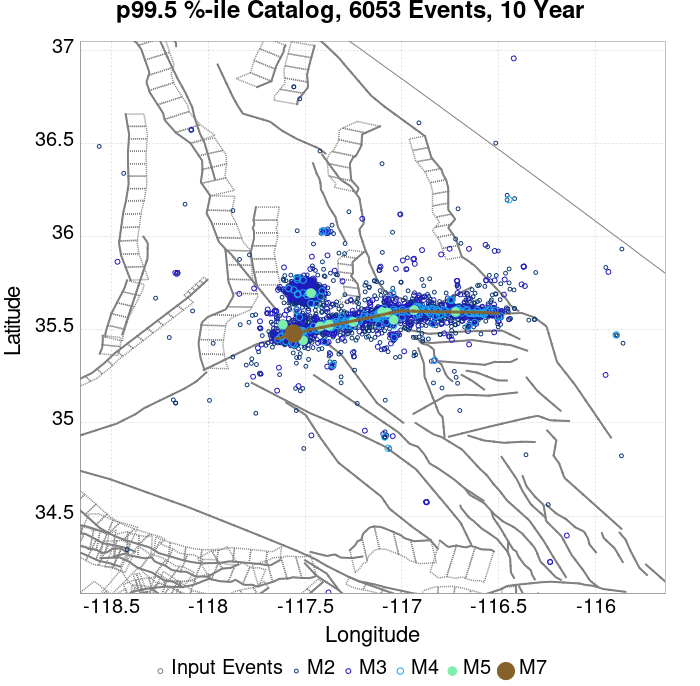 p99.5 %-ile Catalog, 6053 Events, 10 Year
37
36.5
36
35.5
35
34.5
Latitude
-118.5 -118 -117.5 -117 -116.5 -116
Longitude
Input Events M2 M3 M4 M5 M7